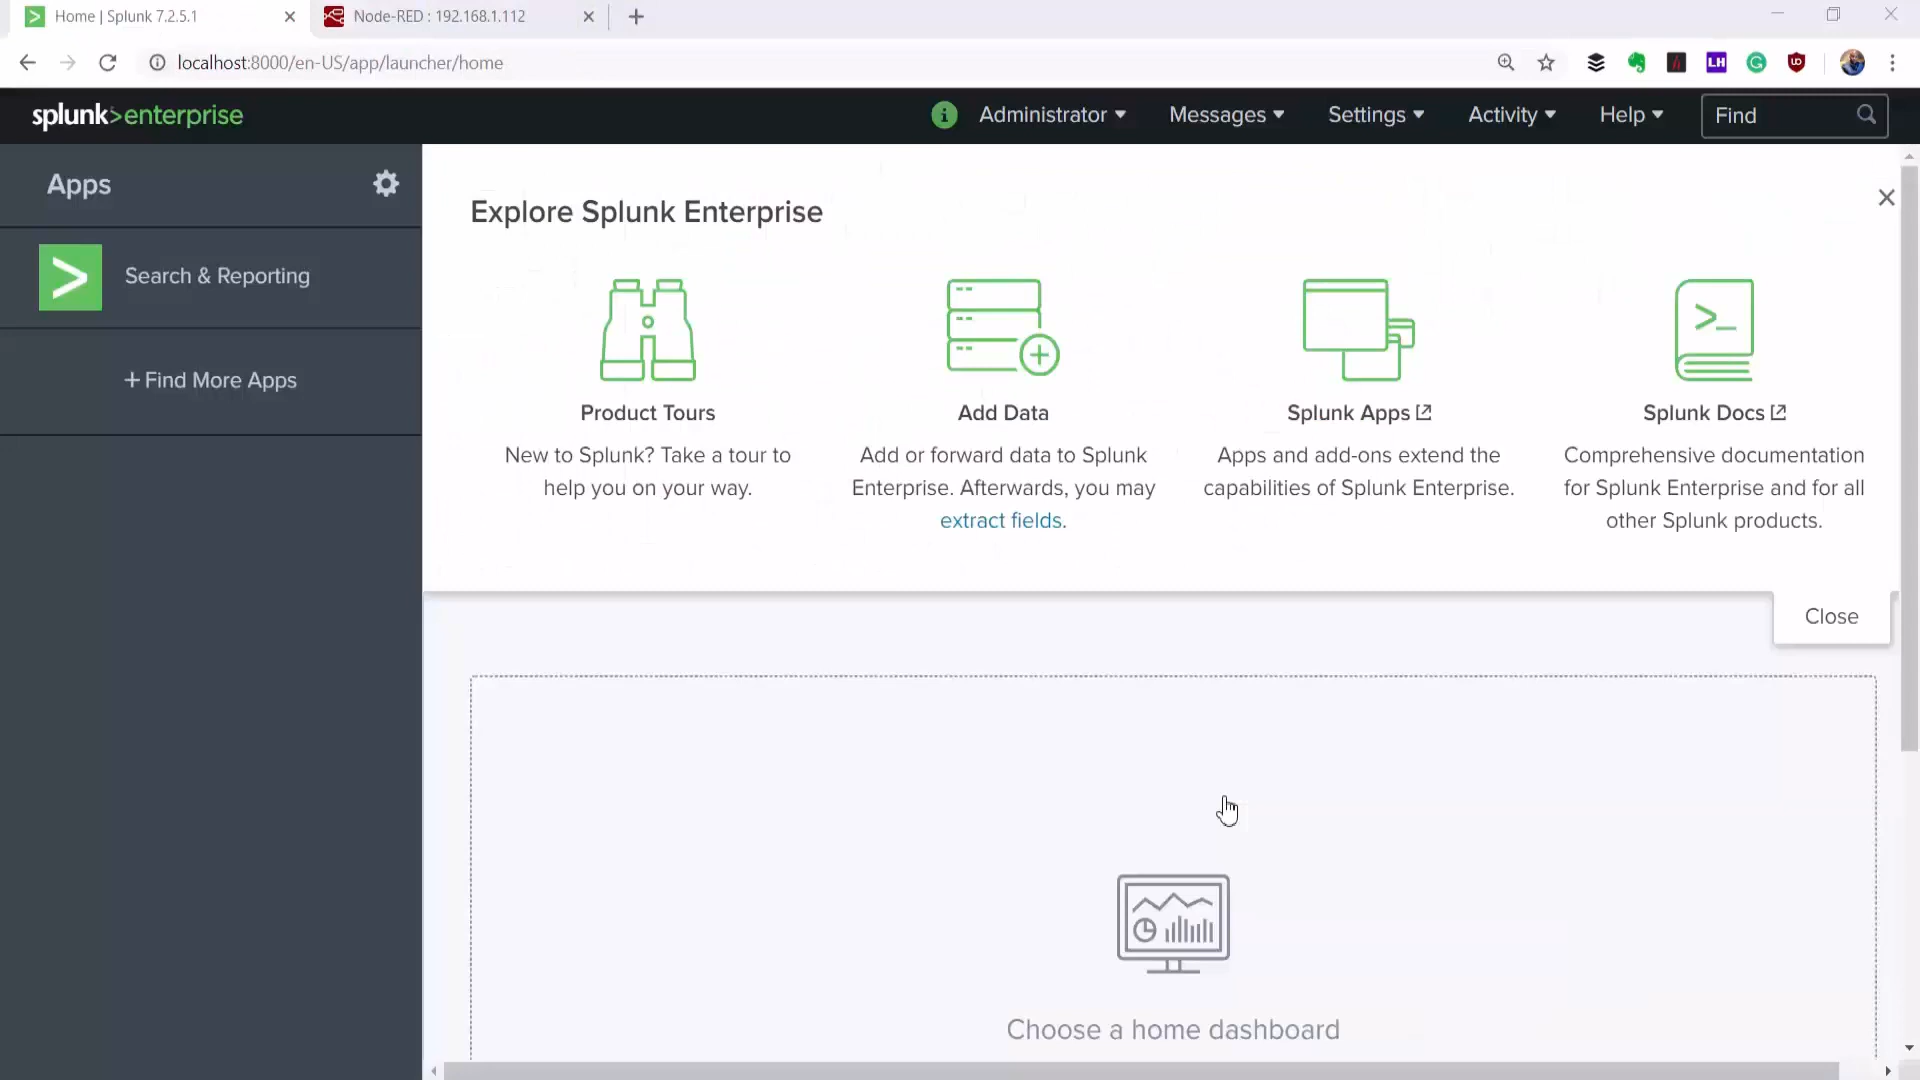 Home | Splunk 7.2.5.1
Node-RED : 192.168.1.112
localhost:8000/en-US/app/launcher/home
LH
splunk>enterprise
Administrator
Messages
Settings
Activity
Help
Find
Apps
Search & Reporting
+ Find More Apps
Explore Splunk Enterprise
Product Tours
New to Splunk? Take a tour to
help you on your way.
Add Data
Add or forward data to Splunk
Enterprise. Afterwards, you may
extract fields.
Splunk Apps
Apps and add-ons extend the
capabilities of Splunk Enterprise.
Splunk Docs
Comprehensive documentation
for Splunk Enterprise and for all
other Splunk products.
Close
Choose a home dashboard